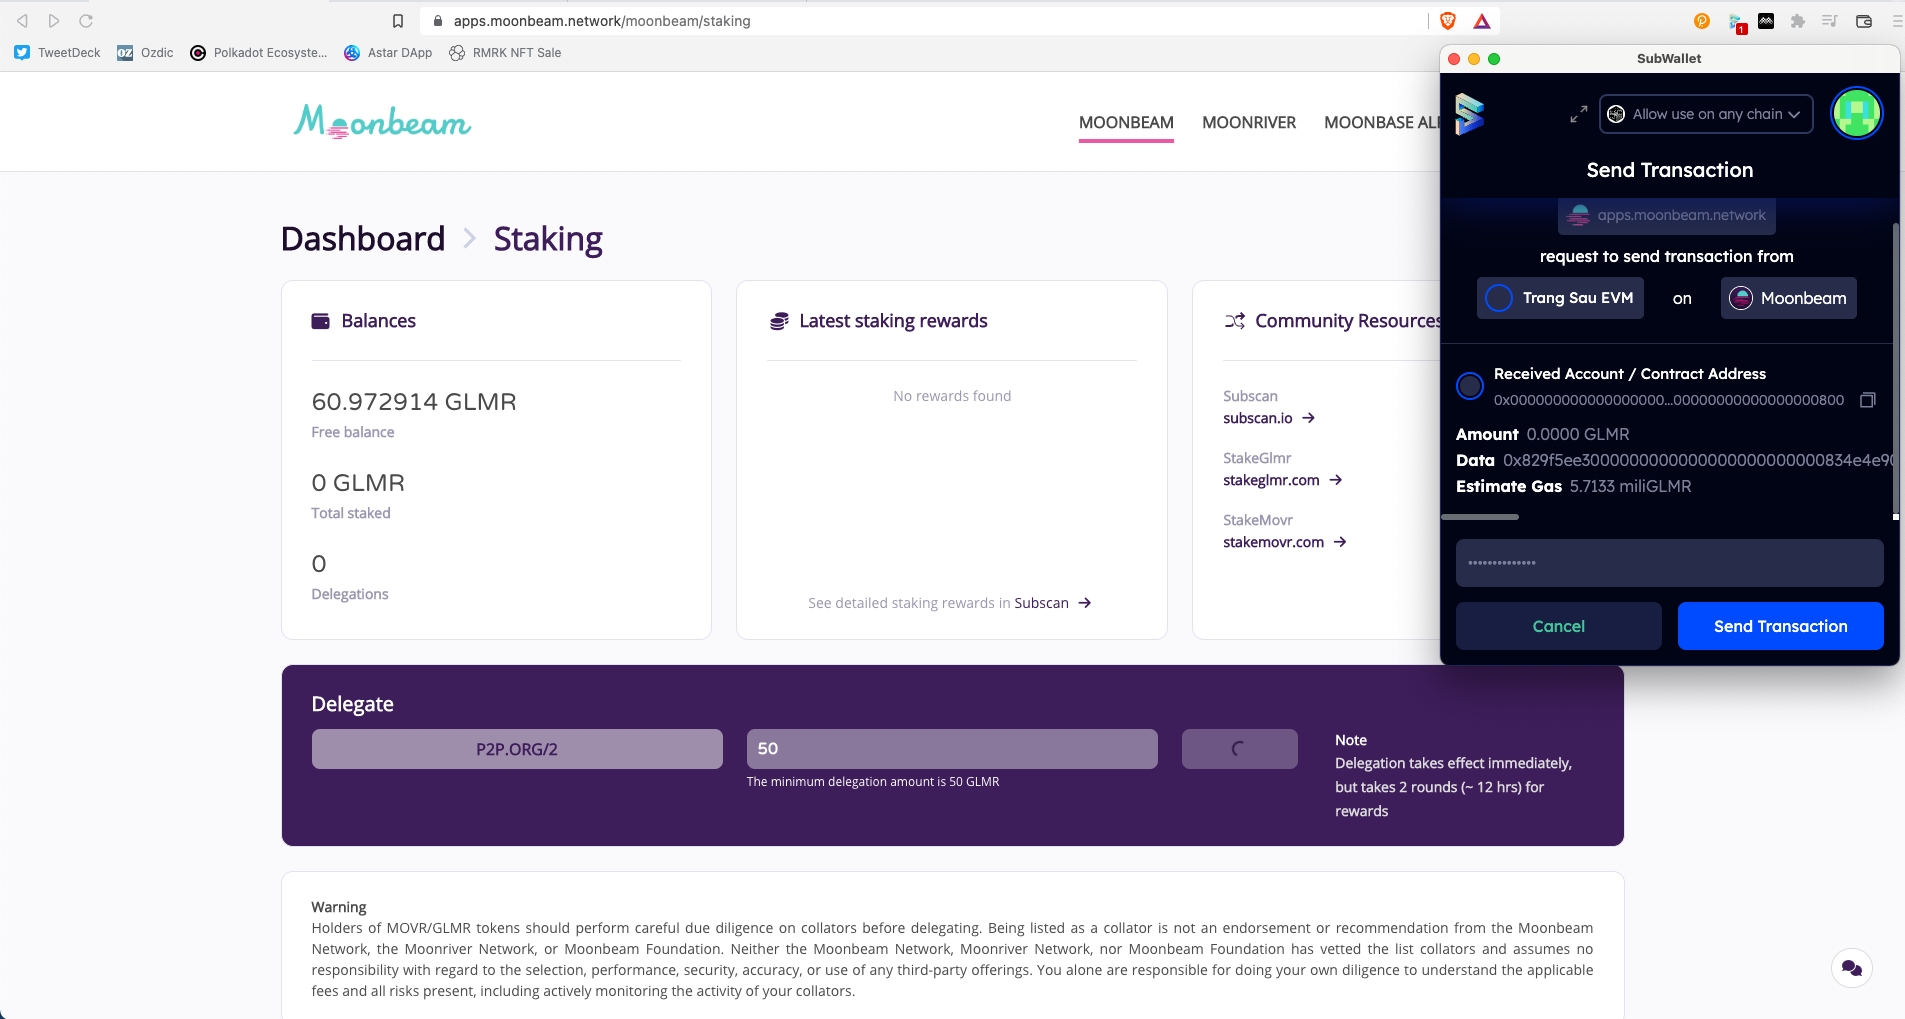 apps.moonbeam.network/moonbeam/staking
TweetDeck
Ozdic
Polkadot Ecosyste...
Astar DApp
RMRK NFT Sale
1
Moonbeam
MOONBEAM
MOONRIVER
MOONBASE AL
Dashboard
Staking
Balances
60.972914 GLMR
Free balance
0 GLMR
Total staked
0
Delegations
Latest staking rewards
No rewards found
See detailed staking rewards in Subscan
Community Resources
Subscan
subscan.io
StakeGlmr
stakeglmr.com
StakeMovr
stakemovr.com
Delegate
P2P.ORG/2
50
The minimum delegation amount is 50 GLMR
Note
Delegation takes effect immediately,
but takes 2 rounds (~ 12 hrs) for
rewards
Warning
Holders of MOVR/GLMR tokens should perform careful due diligence on collators before delegating. Being listed as a collator is not an endorsement or recommendation from the Moonbeam
Network, the Moonriver Network, or Moonbeam Foundation. Neither the Moonbeam Network, Moonriver Network, nor Moonbeam Foundation has vetted the list collators and assumes no
responsibility with regard to the selection, performance, security, accuracy, or use of any third-party offerings. You alone are responsible for doing your own diligence to understand the applicable
fees and all risks present, including actively monitoring the activity of your collators.
SubWallet
Allow use on any chain
Send Transaction
apps.moonbeam.network
request to send transaction from
Trang Sau EVM
on
Moonbeam
Received Account / Contract Address
0x000000000000000000...00000000000000000800
Amount 0.0000 GLMR
Data 0x829f5ee3000000000000000000000000834e4e90
Estimate Gas 5.7133 miliGLMR
Cancel
Send Transaction